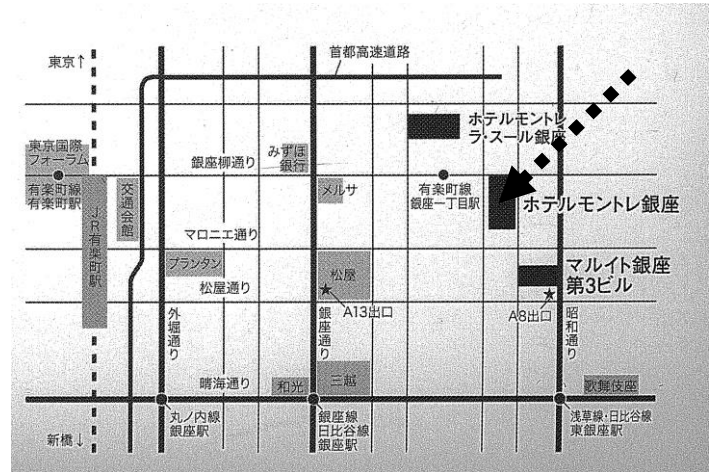 東京↑
首都高速道路
ホテルモントレ
ラ・スール銀座
東京国際
フォーラム
みずほ
銀行
銀座柳通り
有楽町線
有楽町駅
交通会館
メルサ
有楽町線
銀座一丁目駅
ホテルモントレ銀座
JR有楽町駅
マロニエ通り
プランタン
松屋
マルイト銀座
第3ビル
松屋通り
A13出口
A8出口
外堀通り
銀座通り
昭和通り
晴海通り
和光
三越
歌舞伎座
丸ノ内線
銀座駅
銀座線
日比谷線
銀座駅
浅草線・日比谷線
東銀座駅
新橋↓